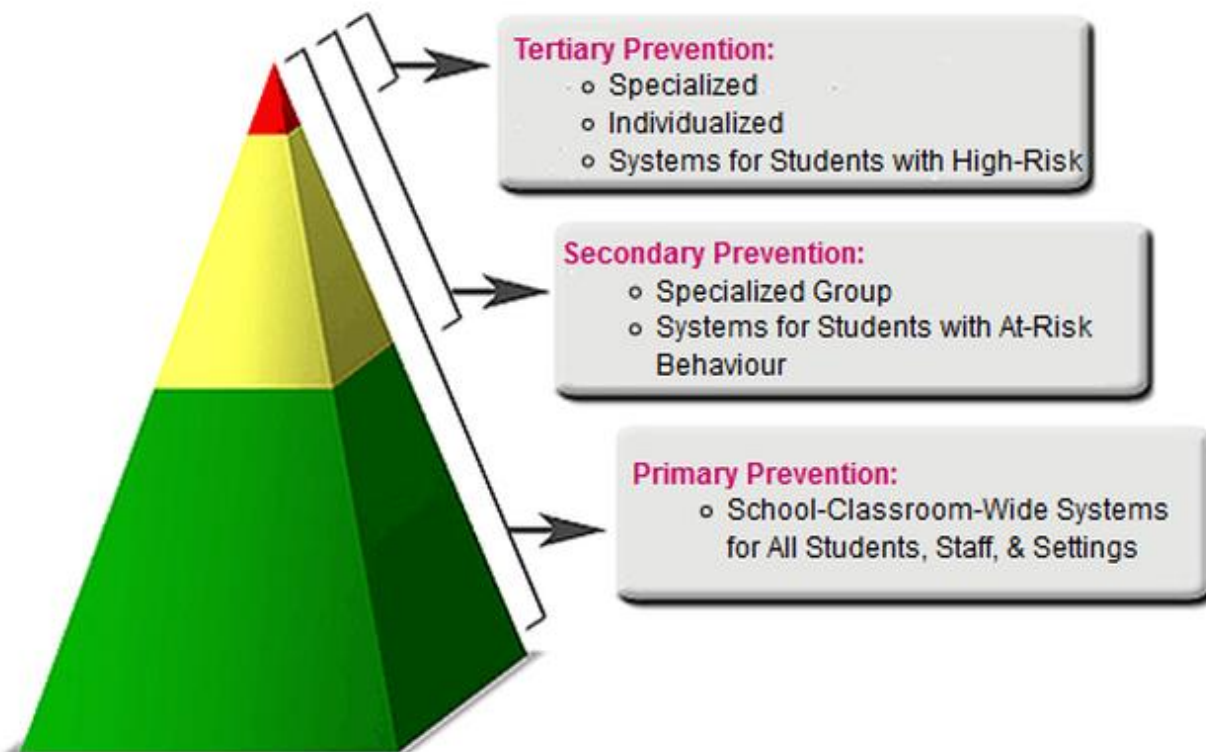 Tertiary Prevention:
Specialized
Individualized
Systems for Students with High-Risk
Secondary Prevention:
Specialized Group
Systems for Students with At-Risk
Behaviour
Primary Prevention:
School-Classroom-Wide Systems
for All Students, Staff, & Settings